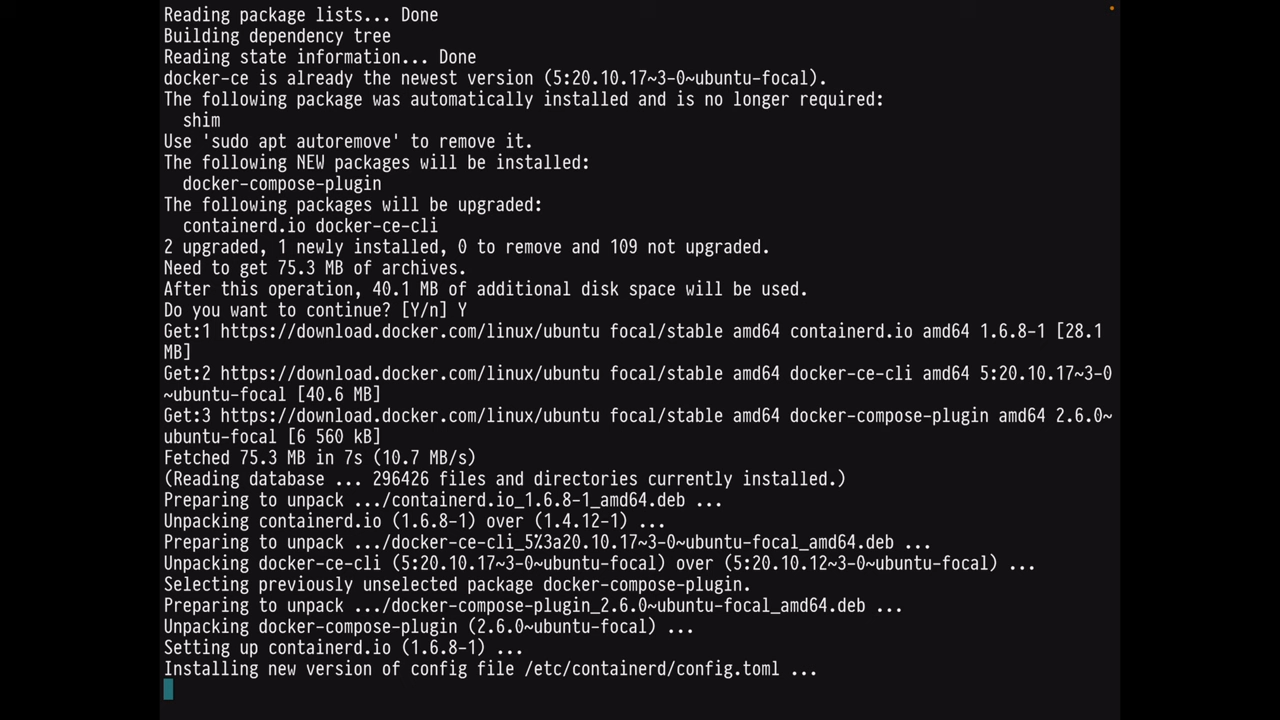 Reading package lists... Done
Building dependency tree
Reading state information... Done
docker-ce is already the newest version (5:20.10.17~3-0~ubuntu-focal).
The following package was automatically installed and is no longer required:
  shim
Use 'sudo apt autoremove' to remove it.
The following NEW packages will be installed:
  docker-compose-plugin
The following packages will be upgraded:
  containerd.io docker-ce-cli
2 upgraded, 1 newly installed, 0 to remove and 109 not upgraded.
Need to get 75.3 MB of archives.
After this operation, 40.1 MB of additional disk space will be used.
Do you want to continue? [Y/n] Y
Get:1 https://download.docker.com/linux/ubuntu focal/stable amd64 containerd.io amd64 1.6.8-1 [28.1
MB]
Get:2 https://download.docker.com/linux/ubuntu focal/stable amd64 docker-ce-cli amd64 5:20.10.17~3-0
~ubuntu-focal [40.6 MB]
Get:3 https://download.docker.com/linux/ubuntu focal/stable amd64 docker-compose-plugin amd64 2.6.0~
ubuntu-focal [6 560 kB]
Fetched 75.3 MB in 7s (10.7 MB/s)
(Reading database ... 296426 files and directories currently installed.)
Preparing to unpack .../containerd.io_1.6.8-1_amd64.deb ...
Unpacking containerd.io (1.6.8-1) over (1.4.12-1) ...
Preparing to unpack .../docker-ce-cli_5%3a20.10.17~3-0~ubuntu-focal_amd64.deb ...
Unpacking docker-ce-cli (5:20.10.17~3-0~ubuntu-focal) over (5:20.10.12~3-0~ubuntu-focal) ...
Selecting previously unselected package docker-compose-plugin.
Preparing to unpack .../docker-compose-plugin_2.6.0~ubuntu-focal_amd64.deb ...
Unpacking docker-compose-plugin (2.6.0~ubuntu-focal) ...
Setting up containerd.io (1.6.8-1) ...
Installing new version of config file /etc/containerd/config.toml ...